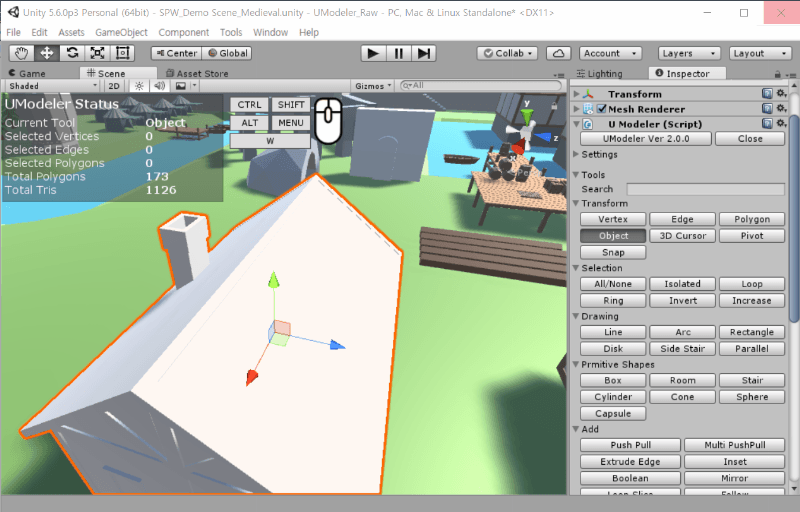 Unity 5.6.0p3 Personal (64bit) - SPW_Demo Scene_Medieval.unity - UModeler_Raw - PC, Mac & Linux Standalone* <DX11>
File Edit Assets GameObject Component Tools Window Help
Center Global Collab Account Layers Layout
Game Scene Asset Store Lighting Inspector
Shaded 2D Gizmos All
UModeler Status
Current Tool Object
Selected Vertices 0
Selected Edges 0
Selected Polygons 0
Total Polygons 173
Total Tris 1126
CTRL SHIFT
ALT MENU
W
y
z
x
Transform
Mesh Renderer
U Modeler (Script)
UModeler Ver 2.0.0 Close
Settings
Tools
Search
Transform
Vertex Edge Polygon
Object 3D Cursor Pivot
Snap
Selection
All/None Isolated Loop
Ring Invert Increase
Drawing
Line Arc Rectangle
Disk Side Stair Parallel
Prmitive Shapes
Box Room Stair
Cylinder Cone Sphere
Capsule
Add
Push Pull Multi PushPull
Extrude Edge Inset
Boolean Mirror
Loop Slice Follow